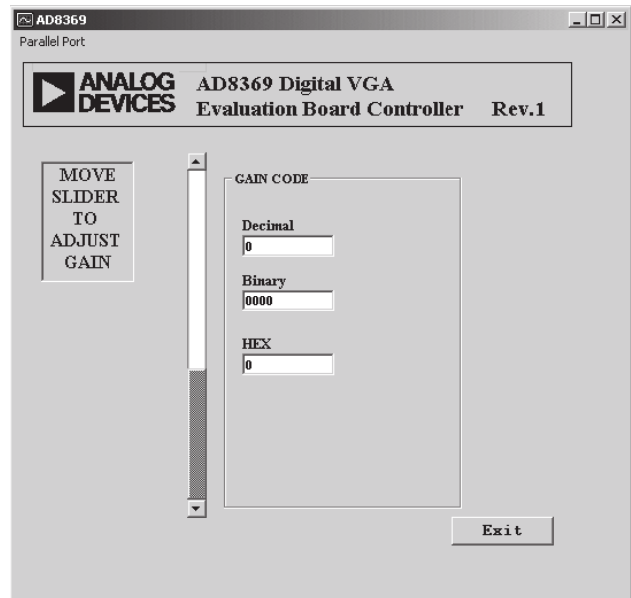 AD8369
Parallel Port
ANALOG
DEVICES
AD8369 Digital VGA
Evaluation Board Controller Rev.1
MOVE
SLIDER
TO
ADJUST
GAIN
GAIN CODE
Decimal
0
Binary
0000
HEX
0
Exit